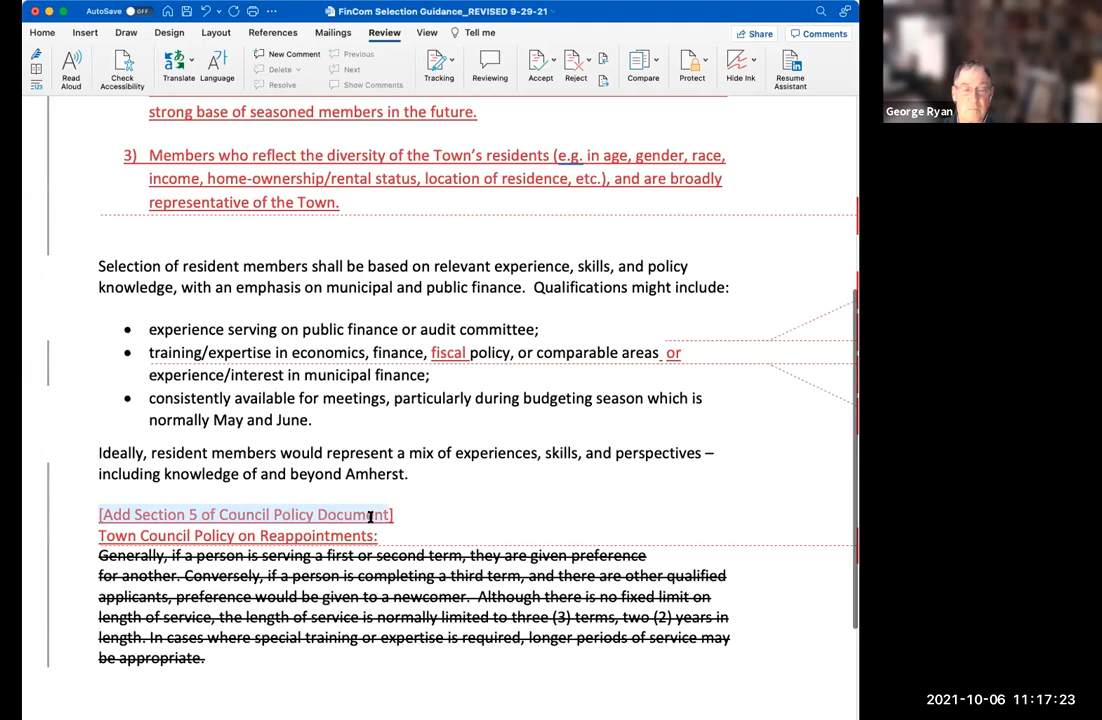 AutoSave OFF FinCom Selection Guidance_REVISED 9-29-21
Home Insert Draw Design Layout References Mailings Review View Tell me Share Comments
Read Aloud
Check Accessibility
Translate
Language
New Comment
Delete
Resolve
Previous
Next
Show Comments
Tracking
Reviewing
Accept
Reject
Compare
Protect
Hide Ink
Resume Assistant
George Ryan
strong base of seasoned members in the future.
3) Members who reflect the diversity of the Town's residents (e.g. in age, gender, race,
income, home-ownership/rental status, location of residence, etc.), and are broadly
representative of the Town.
Selection of resident members shall be based on relevant experience, skills, and policy
knowledge, with an emphasis on municipal and public finance. Qualifications might include:
• experience serving on public finance or audit committee;
• training/expertise in economics, finance, fiscal policy, or comparable areas or
experience/interest in municipal finance;
• consistently available for meetings, particularly during budgeting season which is
normally May and June.
Ideally, resident members would represent a mix of experiences, skills, and perspectives –
including knowledge of and beyond Amherst.
[Add Section 5 of Council Policy Document]
Town Council Policy on Reappointments:
Generally, if a person is serving a first or second term, they are given preference
for another. Conversely, if a person is completing a third term, and there are other qualified
applicants, preference would be given to a newcomer. Although there is no fixed limit on
length of service, the length of service is normally limited to three (3) terms, two (2) years in
length. In cases where special training or expertise is required, longer periods of service may
be appropriate.
2021-10-06 11:17:23